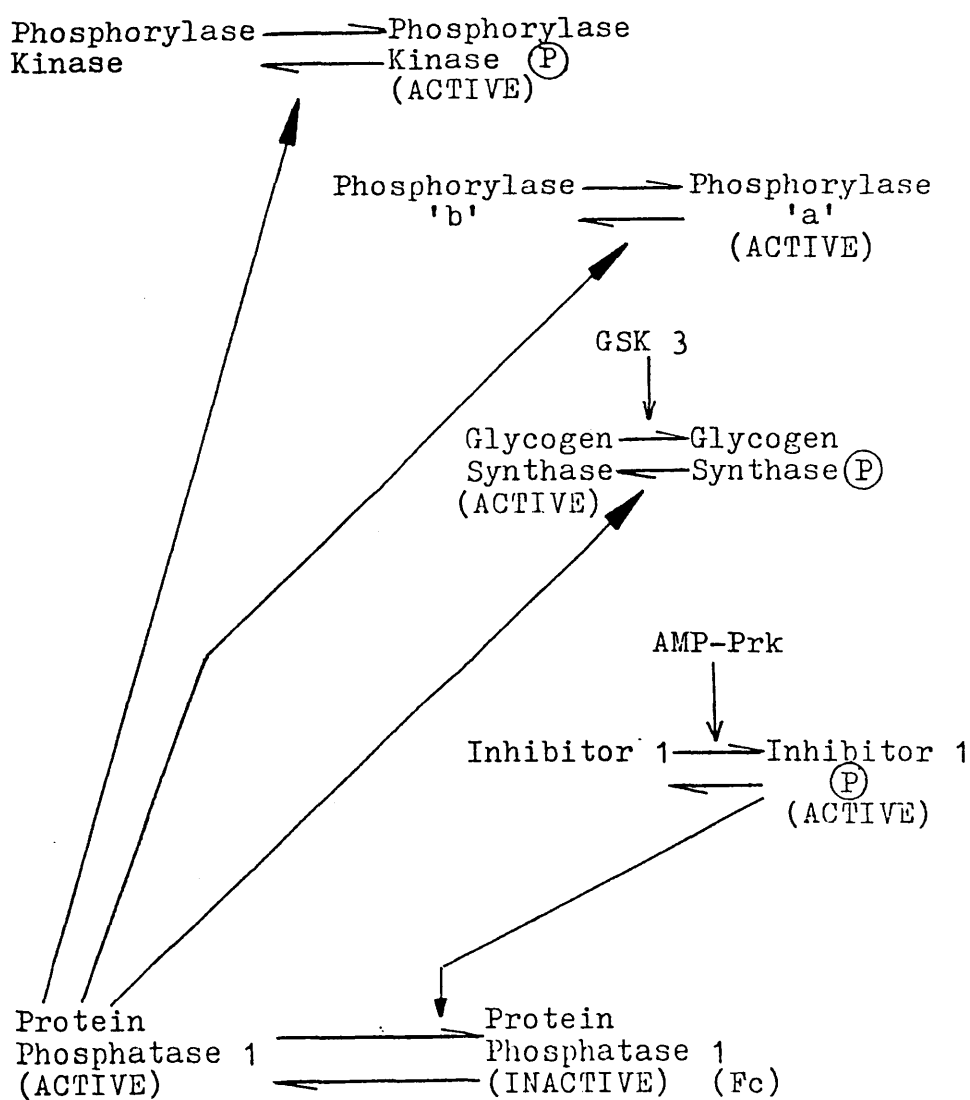 Phosphorylase Phosphorylase
Kinase Kinase P
(ACTIVE)
Phosphorylase Phosphorylase
'b' 'a'
(ACTIVE)
GSK 3
Glycogen Glycogen
Synthase Synthase P
(ACTIVE)
AMP-Prk
Inhibitor 1 Inhibitor 1
P
(ACTIVE)
Protein Protein
Phosphatase 1 Phosphatase 1
(ACTIVE) (INACTIVE) (Fc)